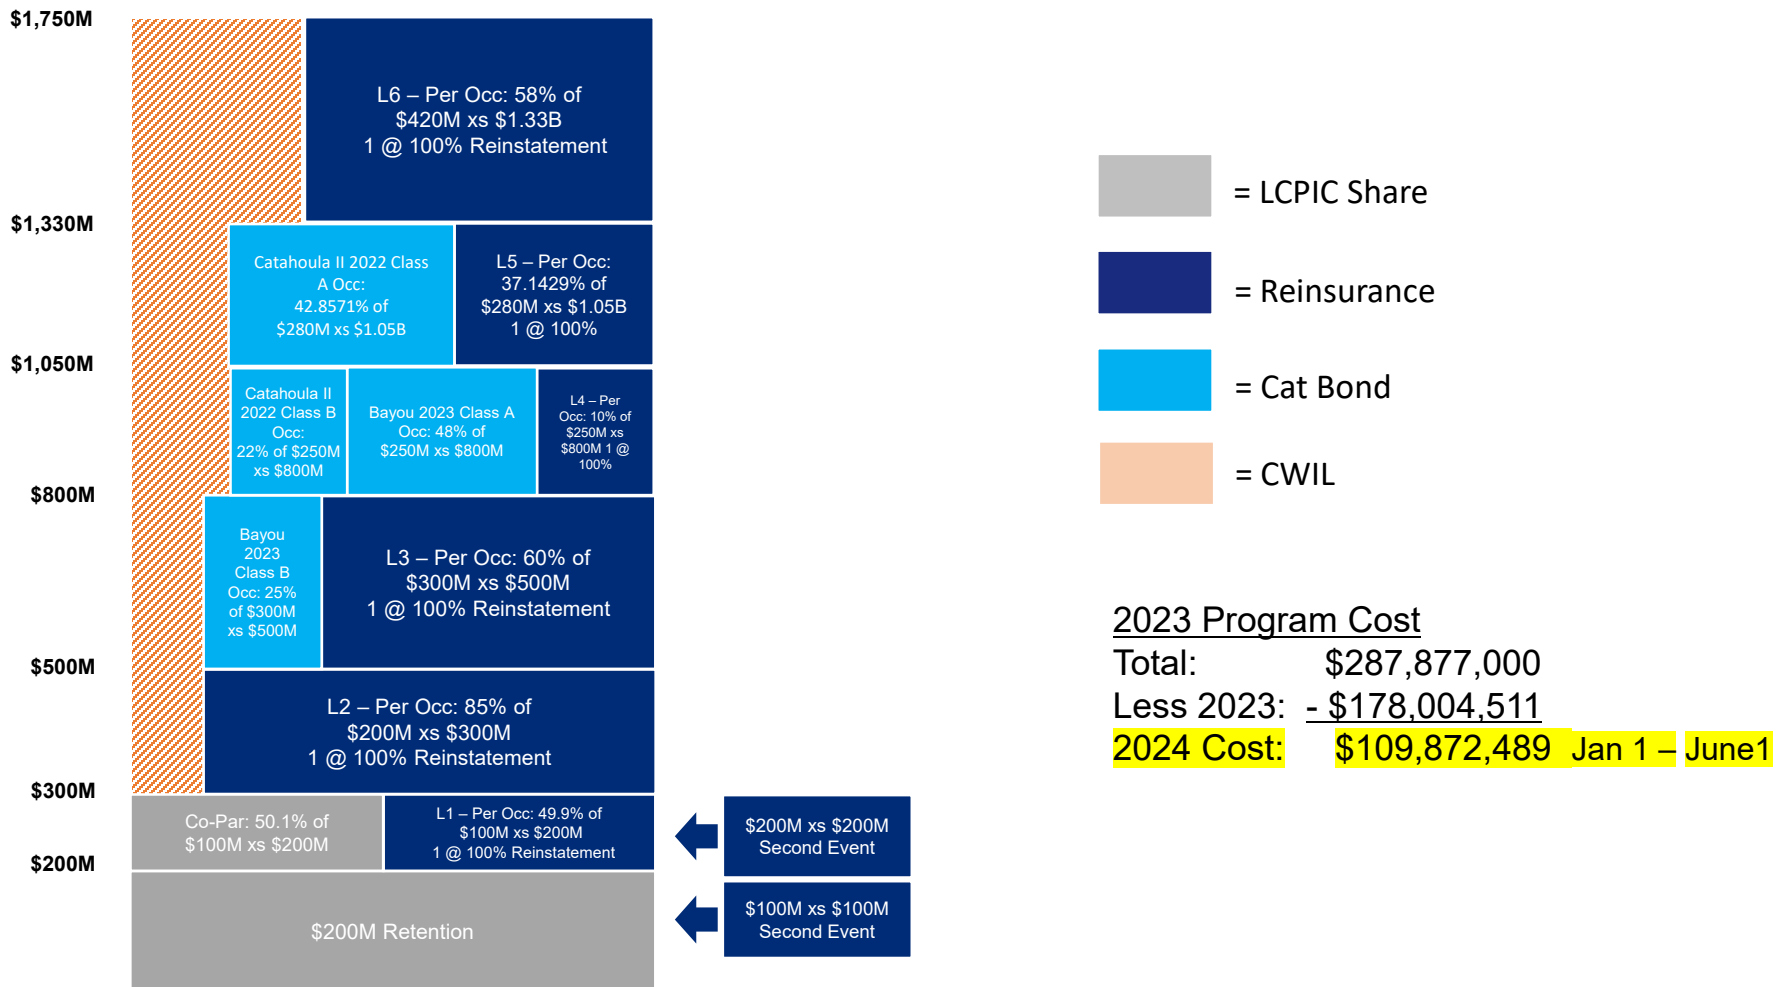 $1,750M
L6 – Per Occ: 58% of
$420M xs $1.33B
1 @ 100% Reinstatement
$1,330M
Catahoula II 2022 Class
A Occ:
42.8571% of
$280M xs $1.05B
L5 – Per Occ:
37.1429% of
$280M xs $1.05B
1 @ 100%
$1,050M
Catahoula II
2022 Class B
Occ:
22% of $250M
xs $800M
Bayou 2023 Class A
Occ: 48% of
$250M xs $800M
L4 – Per
Occ: 10% of
$250M xs
$800M 1 @
100%
$800M
Bayou
2023
Class B
Occ: 25%
of $300M
xs $500M
L3 – Per Occ: 60% of
$300M xs $500M
1 @ 100% Reinstatement
$500M
L2 – Per Occ: 85% of
$200M xs $300M
1 @ 100% Reinstatement
$300M
Co-Par: 50.1% of
$100M xs $200M
L1 – Per Occ: 49.9% of
$100M xs $200M
1 @ 100% Reinstatement
$200M xs $200M
Second Event
$200M
$200M Retention
$100M xs $100M
Second Event
= LCPIC Share
= Reinsurance
= Cat Bond
= CWIL
2023 Program Cost
Total: $287,877,000
Less 2023: - $178,004,511
2024 Cost: $109,872,489 Jan 1 – June1